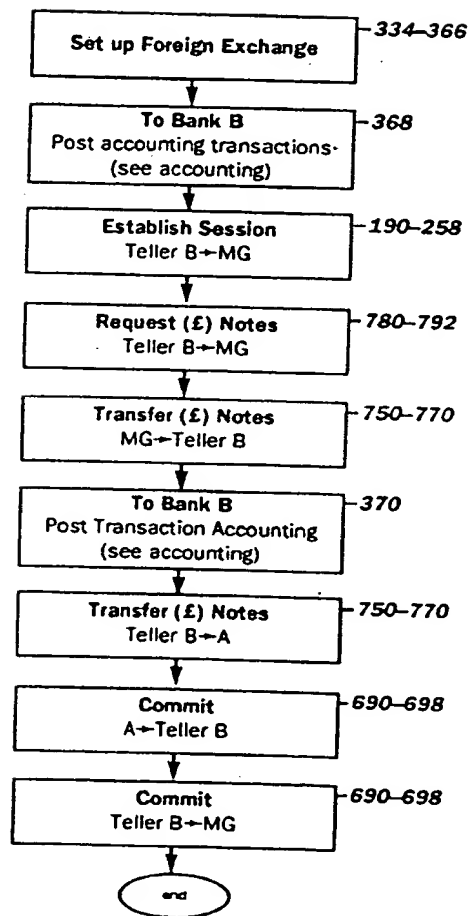 Set up Foreign Exchange
334–366
To Bank B
368
Post accounting transactions-
(see accounting)
Establish Session
190–258
Teller B→MG
Request (£) Notes
780–792
Teller B→MG
Transfer (£) Notes
750–770
MG→Teller B
To Bank B
370
Post Transaction Accounting
(see accounting)
Transfer (£) Notes
750–770
Teller B→A
Commit
690–698
A→Teller B
Commit
690–698
Teller B→MG
end